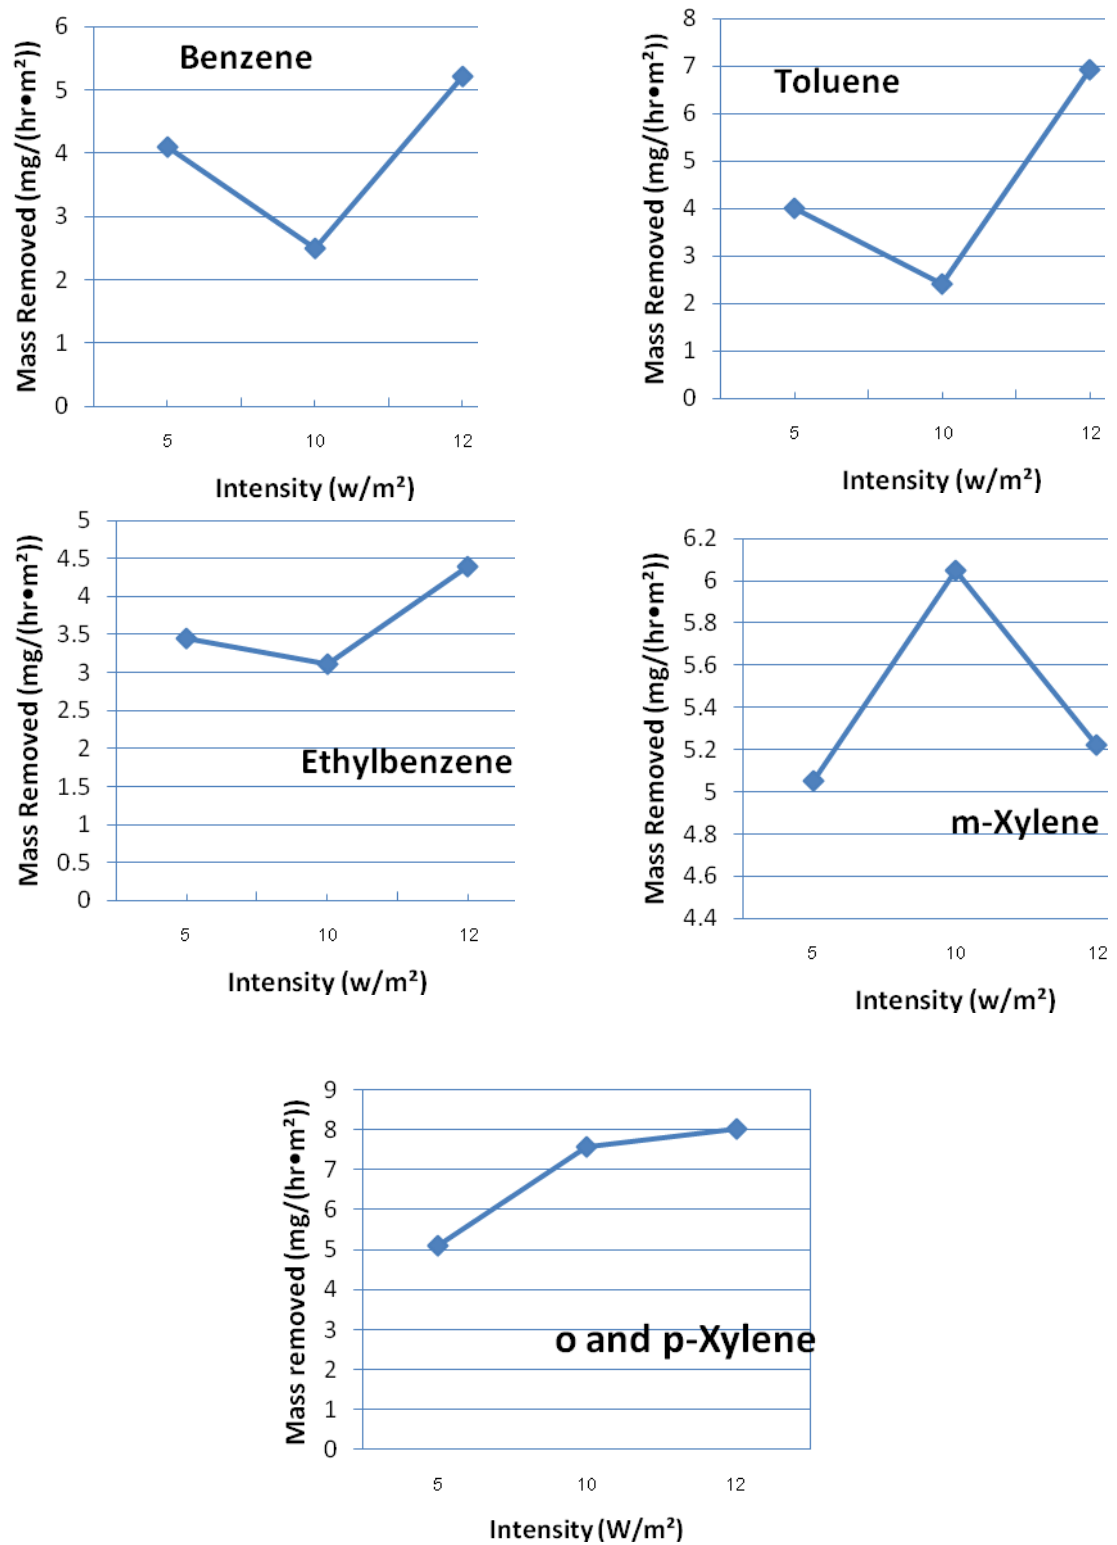 Benzene
Mass Removed (mg/(hr•m²))
6
5
4
3
2
1
0
5 10 12
Intensity (w/m²)
Toluene
Mass Removed (mg/(hr•m²))
8
7
6
5
4
3
2
1
0
5 10 12
Intensity (w/m²)
Mass Removed (mg/(hr•m²))
5
4.5
4
3.5
3
2.5
2
1.5
1
0.5
0
Ethylbenzene
5 10 12
Intensity (w/m²)
Mass Removed (mg/(hr•m²))
6.2
6
5.8
5.6
5.4
5.2
5
4.8
4.6
4.4
m-Xylene
5 10 12
Intensity (w/m²)
Mass removed (mg/(hr•m²))
9
8
7
6
5
4
3
2
1
0
o and p-Xylene
5 10 12
Intensity (W/m²)